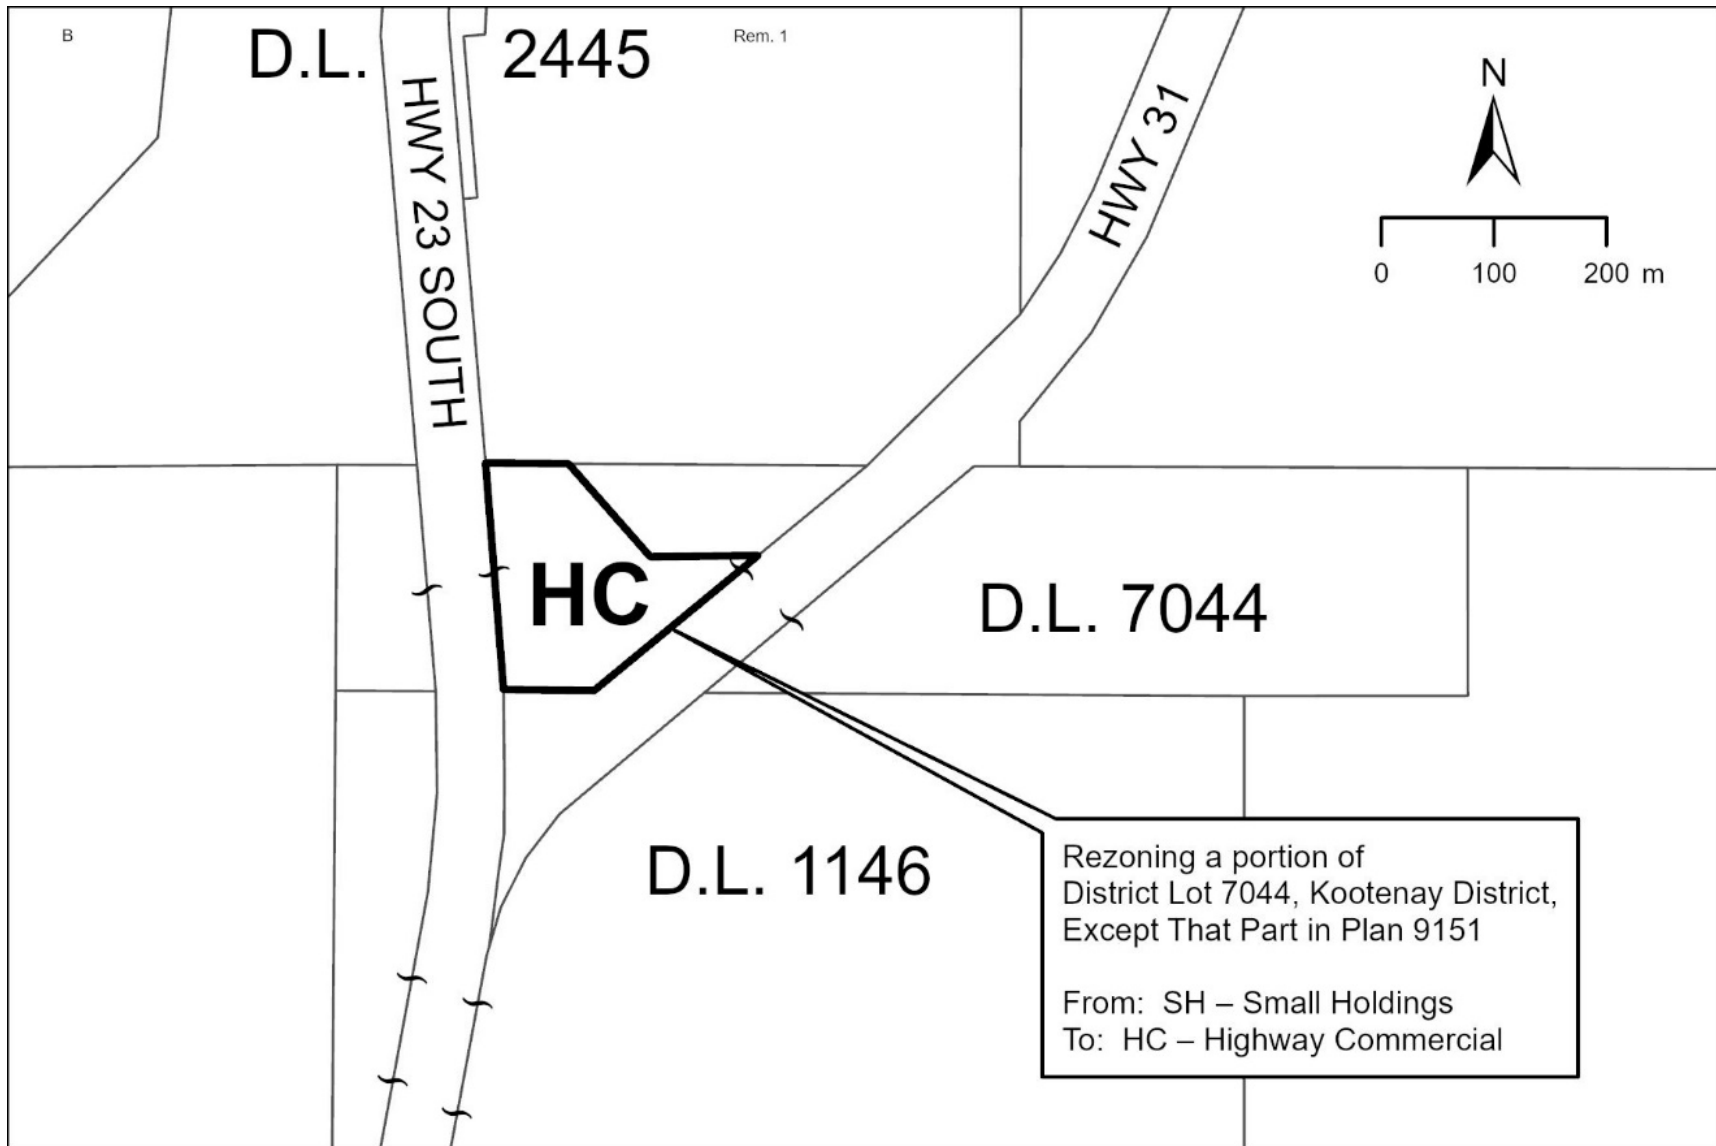 B
D.L. 2445
Rem. 1
HWY 23 SOUTH
HWY 31
N
0 100 200 m
HC
D.L. 7044
D.L. 1146
Rezoning a portion of
District Lot 7044, Kootenay District,
Except That Part in Plan 9151
From: SH – Small Holdings
To: HC – Highway Commercial